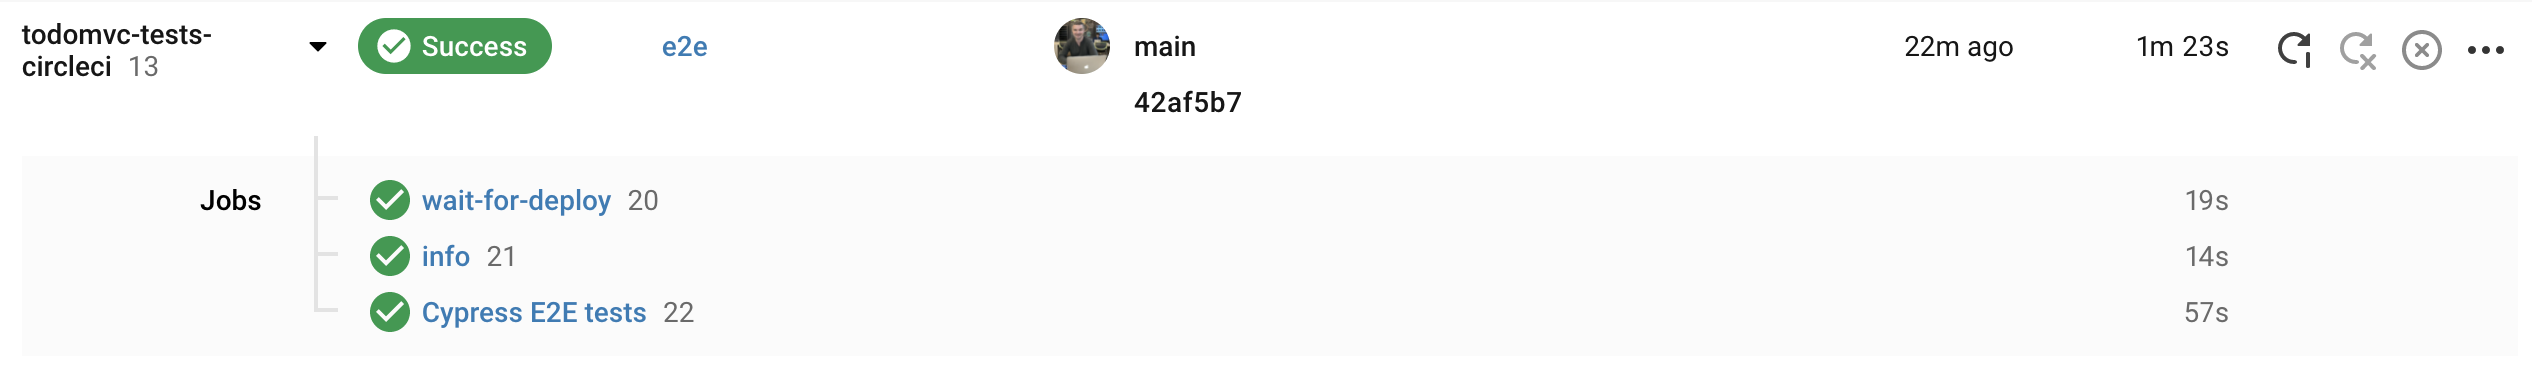 todomvc-tests-
circleci 13
Success
e2e
main
42af5b7
22m ago
1m 23s
Jobs
wait-for-deploy 20
19s
info 21
14s
Cypress E2E tests 22
57s